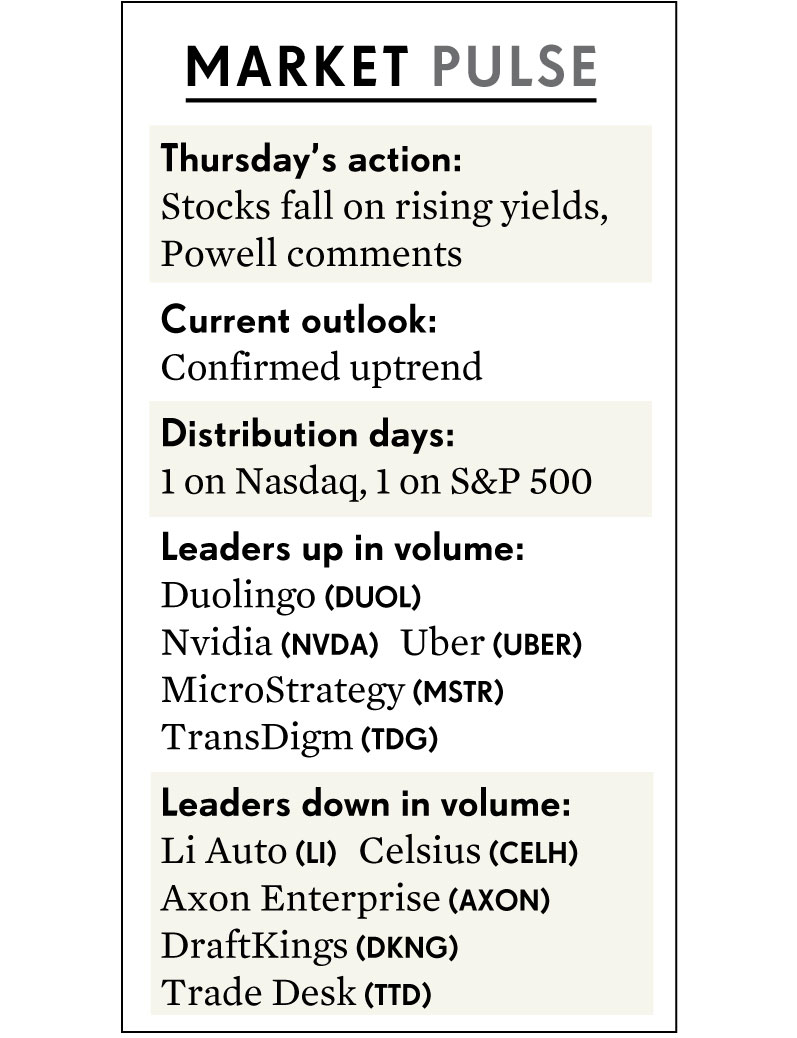 MARKET PULSE
Thursday’s action:
Stocks fall on rising yields,
Powell comments
Current outlook:
Confirmed uptrend
Distribution days:
1 on Nasdaq, 1 on S&P 500
Leaders up in volume:
Duolingo (DUOL)
Nvidia (NVDA) Uber (UBER)
MicroStrategy (MSTR)
TransDigm (TDG)
Leaders down in volume:
Li Auto (LI) Celsius (CELH)
Axon Enterprise (AXON)
DraftKings (DKNG)
Trade Desk (TTD)